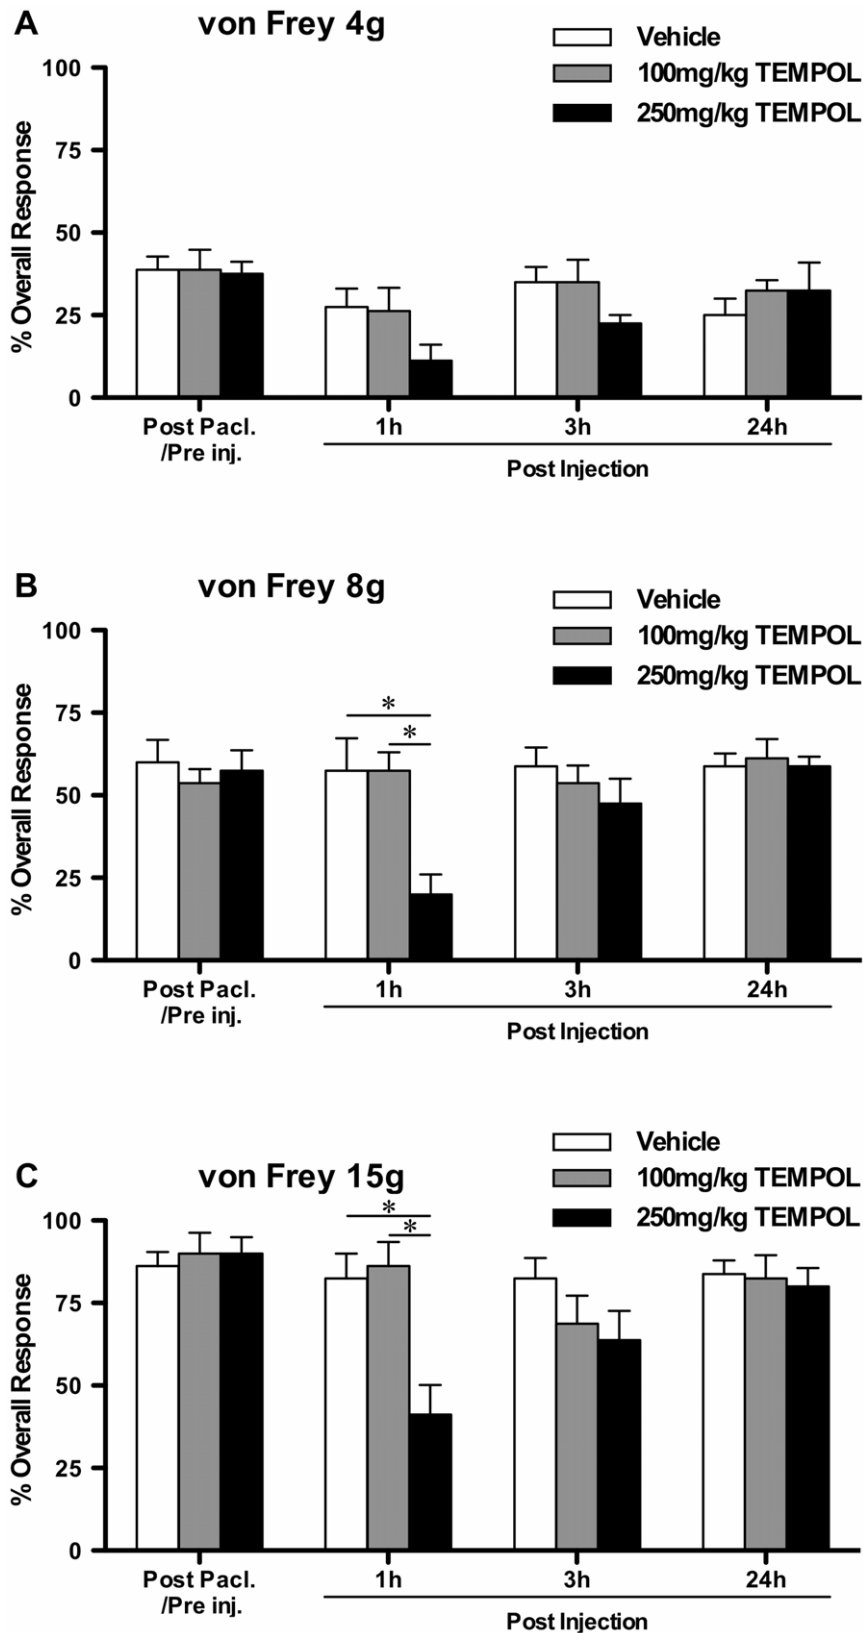 A
von Frey 4g
Vehicle
100mg/kg TEMPOL
250mg/kg TEMPOL
% Overall Response
100
75
50
25
0
Post Pacl.
/Pre inj.
1h
3h
24h
Post Injection
B
von Frey 8g
Vehicle
100mg/kg TEMPOL
250mg/kg TEMPOL
% Overall Response
100
75
50
25
0
*
*
Post Pacl.
/Pre inj.
1h
3h
24h
Post Injection
C
von Frey 15g
Vehicle
100mg/kg TEMPOL
250mg/kg TEMPOL
% Overall Response
100
75
50
25
0
*
*
Post Pacl.
/Pre inj.
1h
3h
24h
Post Injection